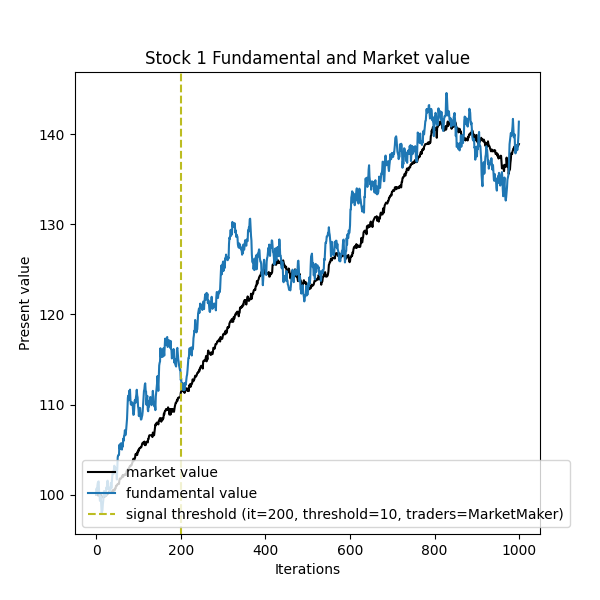 Stock 1 Fundamental and Market value
Present value
140
130
120
110
100
market value
fundamental value
signal threshold (it=200, threshold=10, traders=MarketMaker)
0 200 400 600 800 1000
Iterations